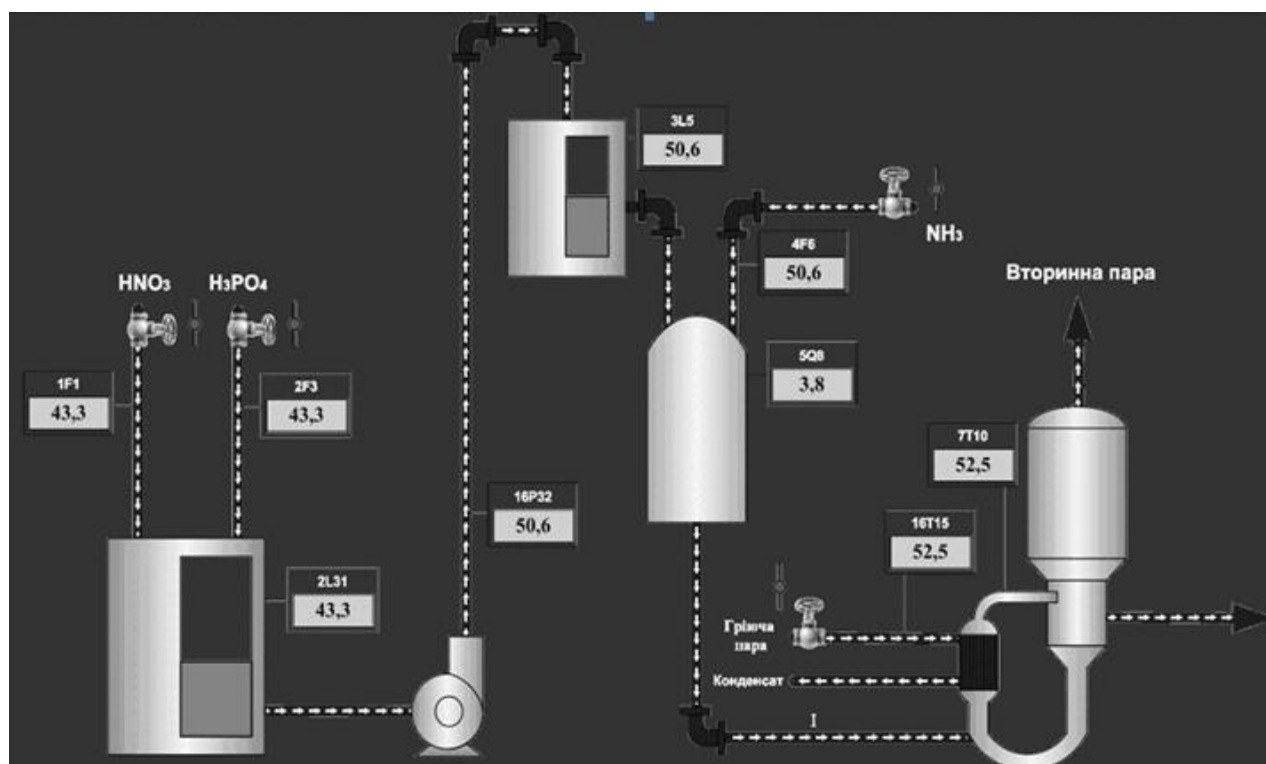 3L5
50,6
NH₃
4F6
50,6
HNO₃
H₃PO₄
Вторинна пара
1F1
43,3
2F3
43,3
5Q8
3,8
7T10
52,5
16P32
50,6
16T15
52,5
2L31
43,3
Гріюча
пара
Конденсат
I